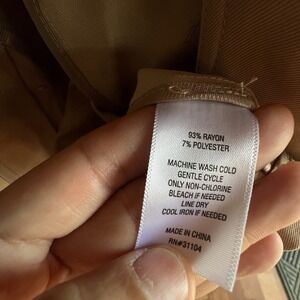 93% RAYON
7% POLYESTER
MACHINE WASH COLD
GENTLE CYCLE
ONLY NON-CHLORINE
BLEACH IF NEEDED
LINE DRY
COOL IRON IF NEEDED
MADE IN CHINA
RN#31104